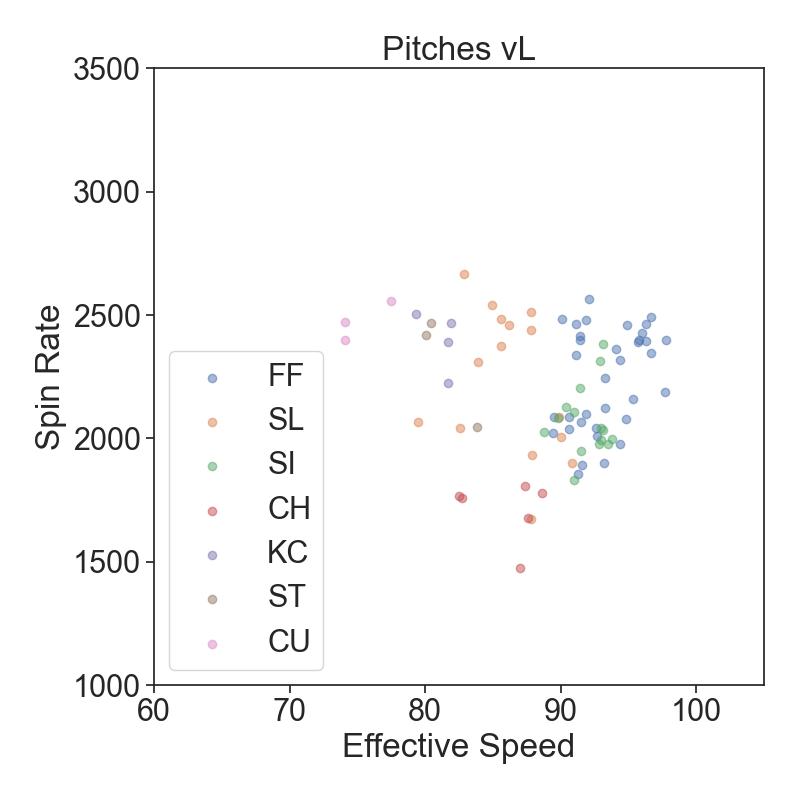 Pitches vL
3500
3000
2500
2000
1500
1000
Spin Rate
FF
SL
SI
CH
KC
ST
CU
60 70 80 90 100
Effective Speed